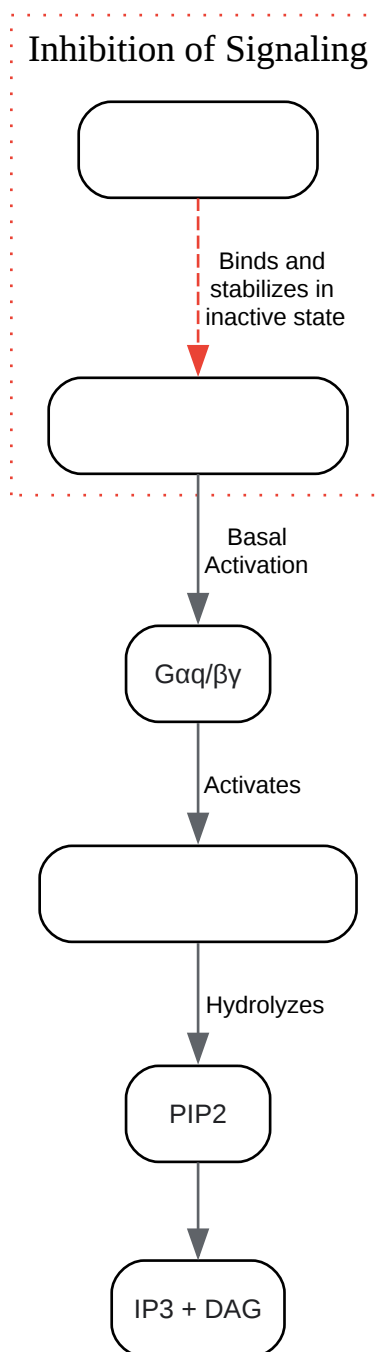 Inhibition of Signaling
Binds and
stabilizes in
inactive state
Basal
Activation
Gαq/βγ
Activates
Hydrolyzes
PIP2
IP3 + DAG